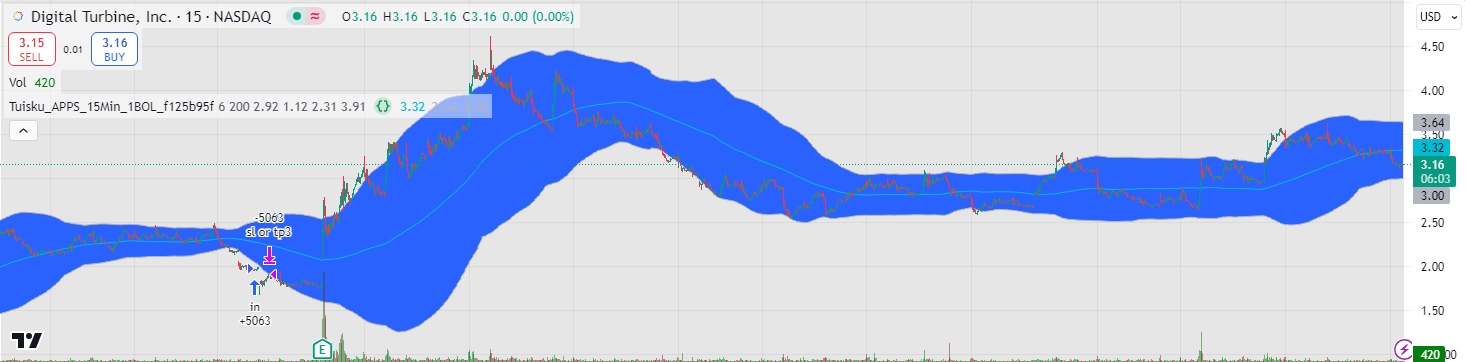 Digital Turbine, Inc. · 15 · NASDAQ ≈ O3.16 H3.16 L3.16 C3.16 0.00 (0.00%)
USD
3.15 SELL
0.01
3.16 BUY
Vol 420
Tuisku_APPS_15Min_1BOL_f125b95f 6 200 2.92 1.12 2.31 3.91 {} 3.32
4.50
4.00
3.64
3.50
3.32
3.16
06:03
3.00
2.50
2.00
1.50
-5063
sl or tp3
in
+5063
E
420